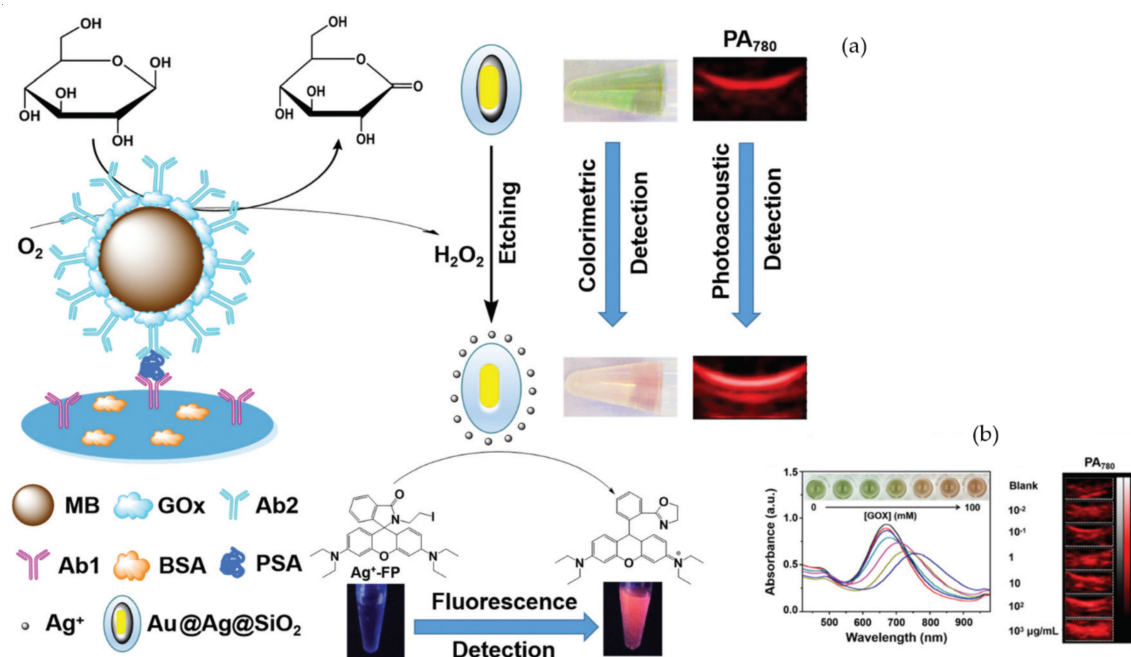 OH
O
OH
OH
OH
OH
OH
O
O
OH
OH
OH
PA780
(a)
O2
H2O2
Etching
Colorimetric
Detection
Photoacoustic
Detection
MB
GOx
Ab2
Ab1
BSA
PSA
Ag+
Au@Ag@SiO2
O
N
I
N
O
N
Ag+-FP
O
N
N
O
N
Fluorescence
Detection
(b)
1.5
1.0
0.5
0.0
Absorbance (a.u.)
0
[GOX] (mM)
100
500
600
700
800
900
Wavelength (nm)
PA780
Blank
10-2
10-1
1
10
10²
10³ µg/mL